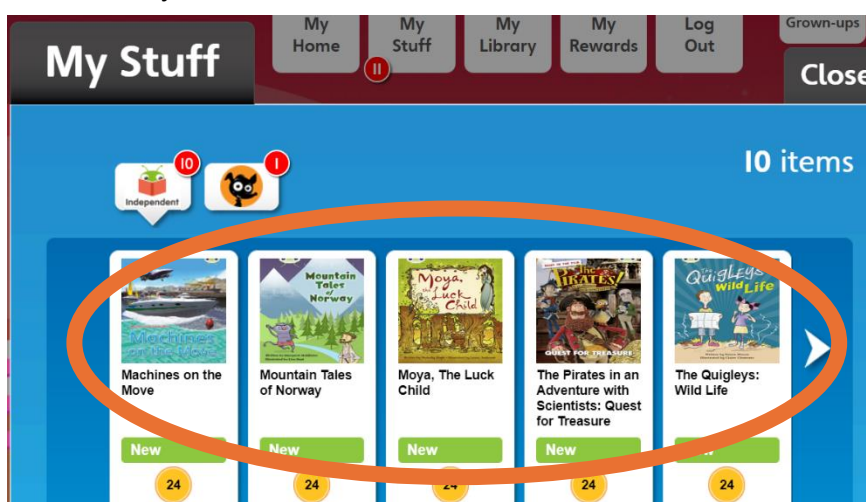 My Home
My Stuff
My Library
My Rewards
Log Out
Grown-ups
My Stuff
11
Close
10
1
10 items
Independent
Mountain Tales of Norway
Moya, the Luck Child
The PIRATES!
QUEST FOR TREASURE
The QUiGLEYS Wild Life
Machines on the Move
Machines on the
Move
Mountain Tales
of Norway
Moya, The Luck
Child
The Pirates in an
Adventure with
Scientists: Quest
for Treasure
The Quigleys:
Wild Life
New
New
New
New
New
24
24
24
24
24